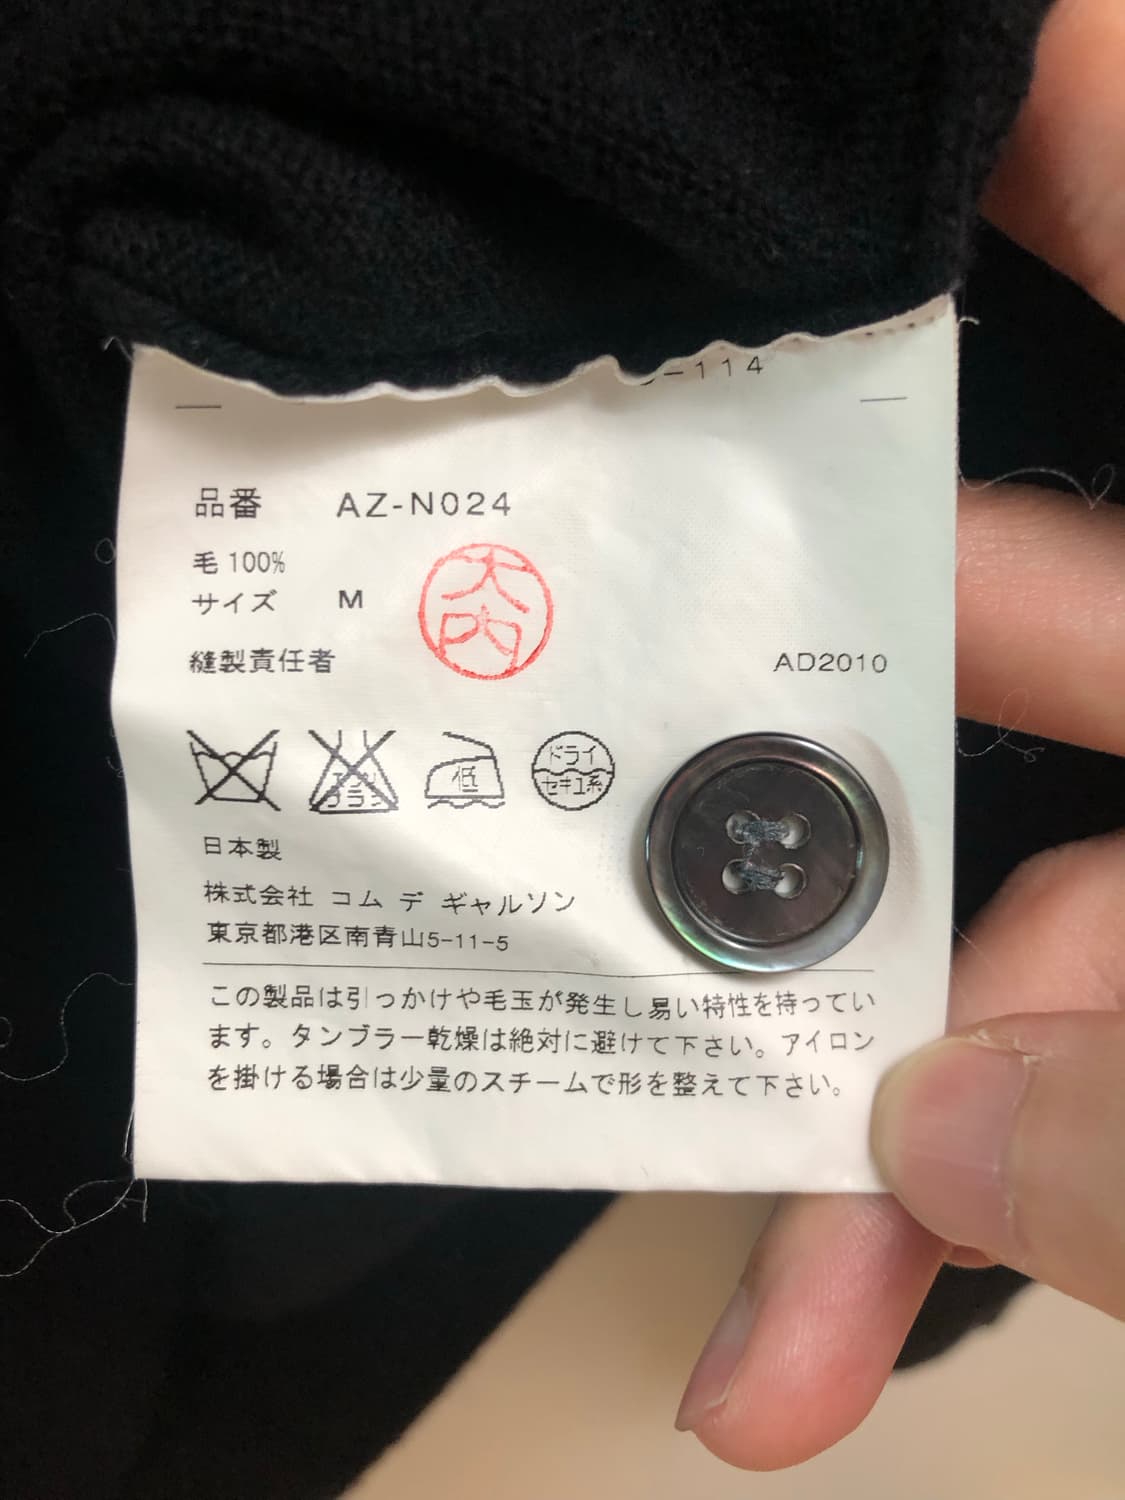 -114
品番 AZ-N024
毛 100%
サイズ M
大内
縫製責任者 AD2010
低 ドライ
セキユ系
日本製
株式会社 コム デ ギャルソン
東京都港区南青山5-11-5
この製品は引っかけや毛玉が発生し易い特性を持ってい
ます。タンブラー乾燥は絶対に避けて下さい。アイロン
を掛ける場合は少量のスチームで形を整えて下さい。